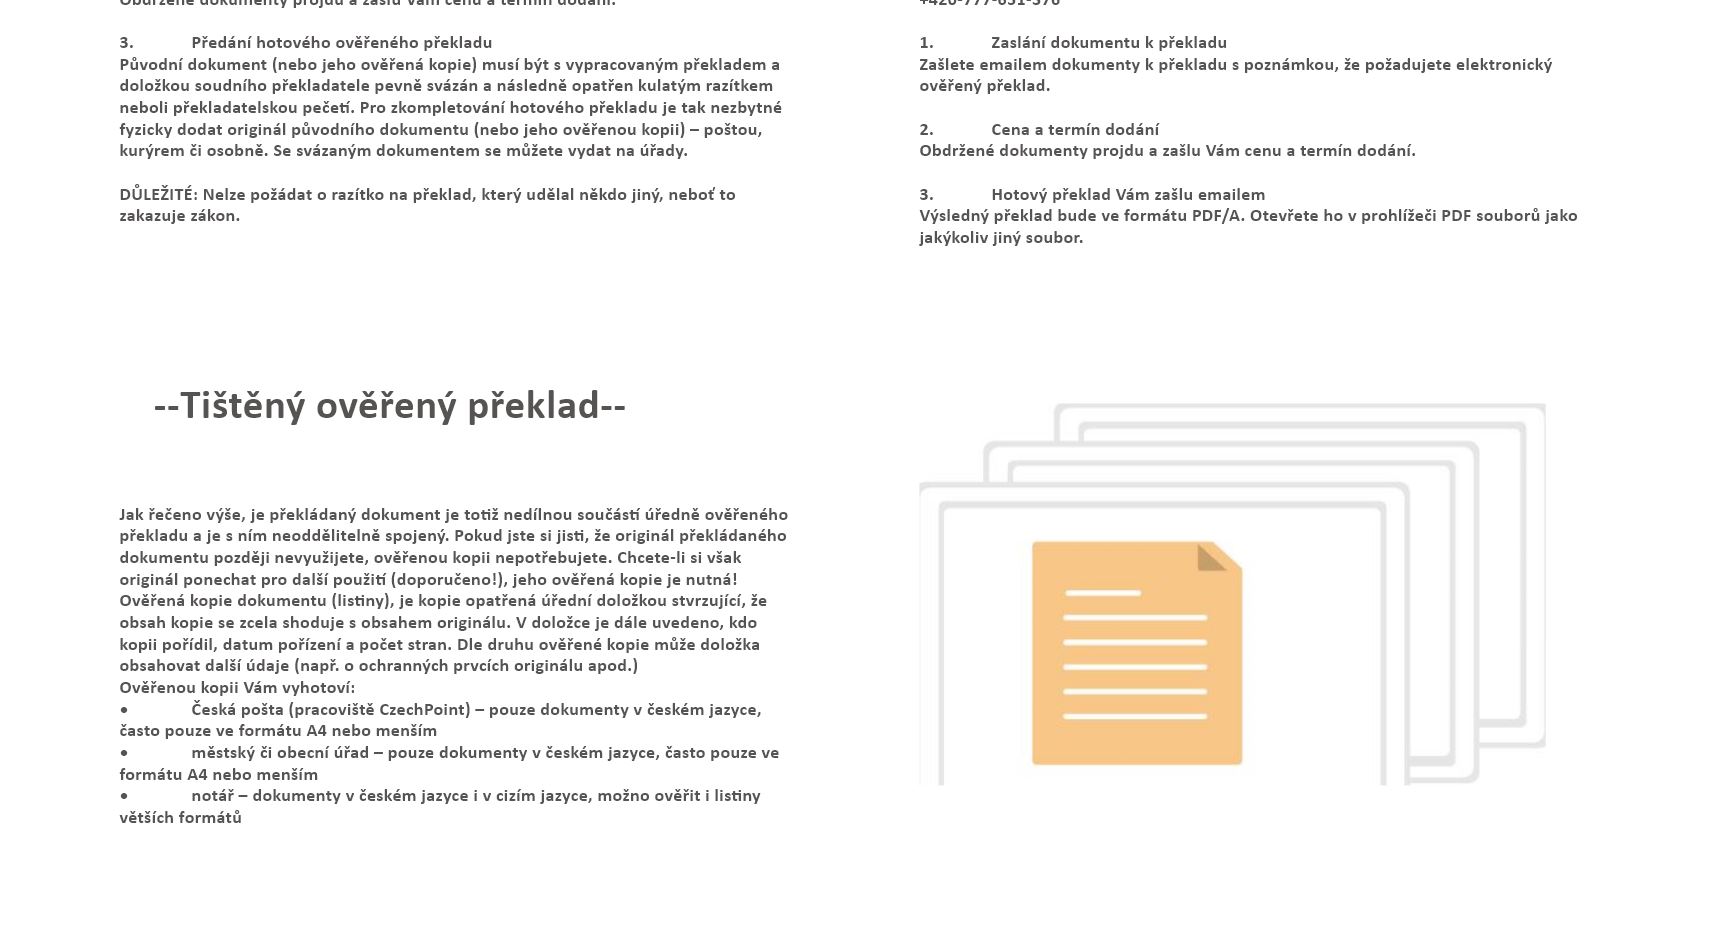 Obdržené dokumenty projdu a zašlu Vám cenu a termín dodání.
3. Předání hotového ověřeného překladu
Původní dokument (nebo jeho ověřená kopie) musí být s vypracovaným překladem a
doložkou soudního překladatele pevně svázán a následně opatřen kulatým razítkem
neboli překladatelskou pečetí. Pro zkompletování hotového překladu je tak nezbytné
fyzicky dodat originál původního dokumentu (nebo jeho ověřenou kopii) – poštou,
kurýrem či osobně. Se svázaným dokumentem se můžete vydat na úřady.
DŮLEŽITÉ: Nelze požádat o razítko na překlad, který udělal někdo jiný, neboť to
zakazuje zákon.
+420-777-651-376
1. Zaslání dokumentu k překladu
Zašlete emailem dokumenty k překladu s poznámkou, že požadujete elektronický
ověřený překlad.
2. Cena a termín dodání
Obdržené dokumenty projdu a zašlu Vám cenu a termín dodání.
3. Hotový překlad Vám zašlu emailem
Výsledný překlad bude ve formátu PDF/A. Otevřete ho v prohlížeči PDF souborů jako
jakýkoliv jiný soubor.
--Tištěný ověřený překlad--
Jak řečeno výše, je překládaný dokument je totiž nedílnou součástí úředně ověřeného
překladu a je s ním neoddělitelně spojený. Pokud jste si jisti, že originál překládaného
dokumentu později nevyužijete, ověřenou kopii nepotřebujete. Chcete-li si však
originál ponechat pro další použití (doporučeno!), jeho ověřená kopie je nutná!
Ověřená kopie dokumentu (listiny), je kopie opatřená úřední doložkou stvrzující, že
obsah kopie se zcela shoduje s obsahem originálu. V doložce je dále uvedeno, kdo
kopii pořídil, datum pořízení a počet stran. Dle druhu ověřené kopie může doložka
obsahovat další údaje (např. o ochranných prvcích originálu apod.)
Ověřenou kopii Vám vyhotoví:
• Česká pošta (pracoviště CzechPoint) – pouze dokumenty v českém jazyce,
často pouze ve formátu A4 nebo menším
• městský či obecní úřad – pouze dokumenty v českém jazyce, často pouze ve
formátu A4 nebo menším
• notář – dokumenty v českém jazyce i v cizím jazyce, možno ověřit i listiny
větších formátů